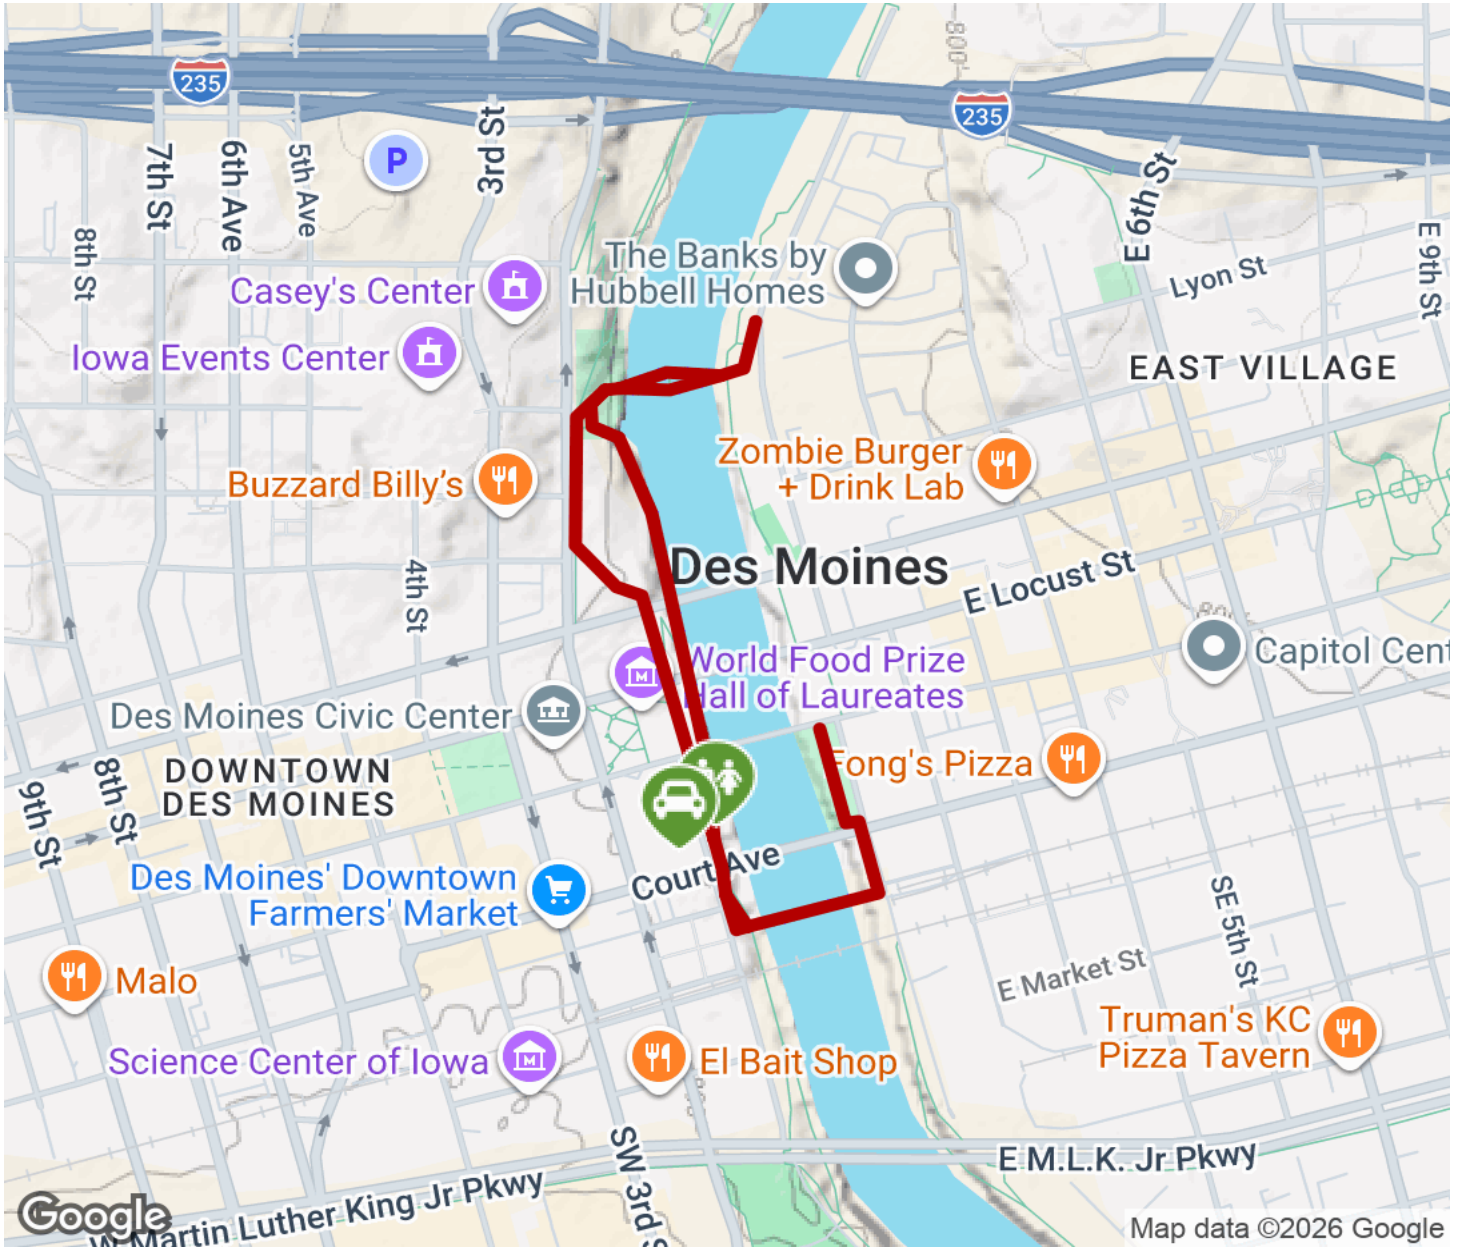 3rd St
235
235
7th St
6th Ave
5th Ave
P
3rd St
800
E 6th St
8th St
E 9th St
Lyon St
The Banks by
Hubbell Homes
Casey's Center
Iowa Events Center
EAST VILLAGE
Zombie Burger
+ Drink Lab
Buzzard Billy's
Des Moines
4th St
E Locust St
World Food Prize
Hall of Laureates
Capitol Cent
Des Moines Civic Center
Fong's Pizza
DOWNTOWN
DES MOINES
9th St
8th St
Court Ave
Des Moines' Downtown
Farmers' Market
SE 5th St
Malo
E Market St
Truman's KC
Pizza Tavern
Science Center of Iowa
El Bait Shop
SW 3rd S
E M.L.K. Jr Pkwy
W Martin Luther King Jr Pkwy
Google
Map data ©2026 Google